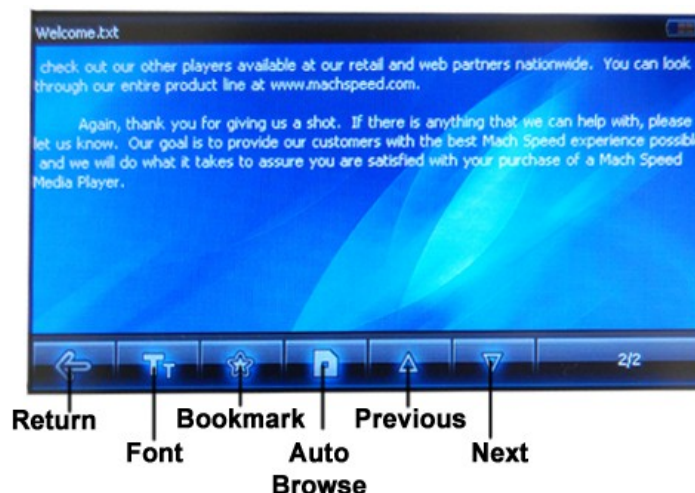 Welcome.txt
check out our other players available at our retail and web partners nationwide.  You can look
through our entire product line at www.machspeed.com.
Again, thank you for giving us a shot.  If there is anything that we can help with, please
let us know.  Our goal is to provide our customers with the best Mach Speed experience possibl
and we will do what it takes to assure you are satisfied with your purchase of a Mach Speed
Media Player.
TT
2/2
Return
Font
Bookmark
Auto
Browse
Previous
Next